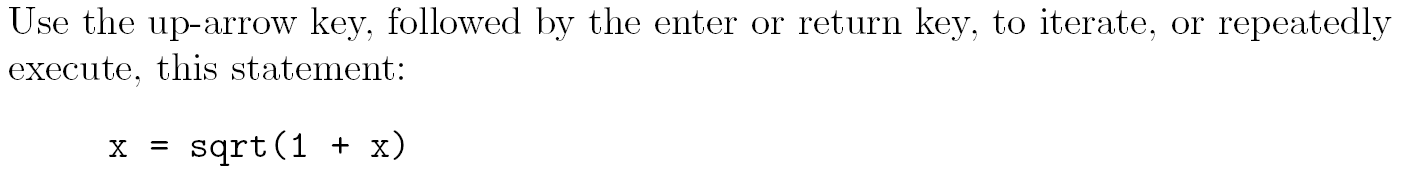 Use the up-arrow key, followed by the enter or return key, to iterate, or repeatedly
execute, this statement:
x = sqrt(1 + x)